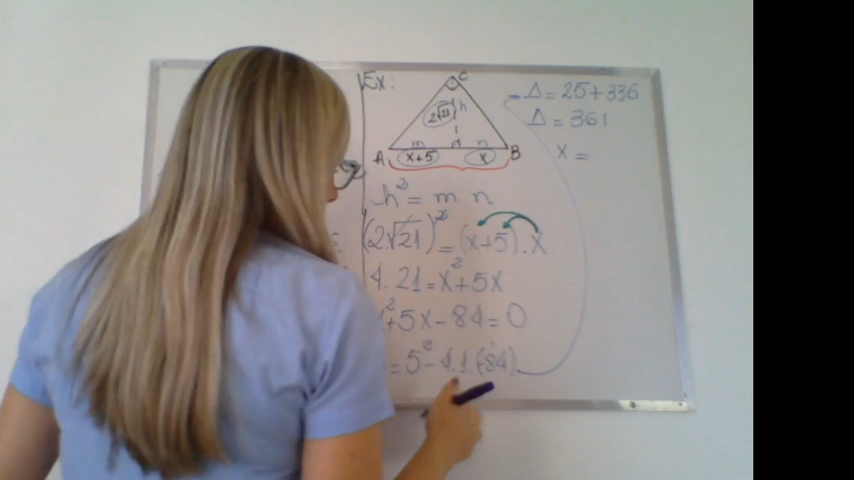 Ex:
C
2√21 h
m n
A x+5 x B
h² = m n
(2.√21)² = (x+5).x
4.21 = x²+5x
²+5x-84=0
= 5²-4.1.(-84)
Δ=25+336
Δ=361
x=